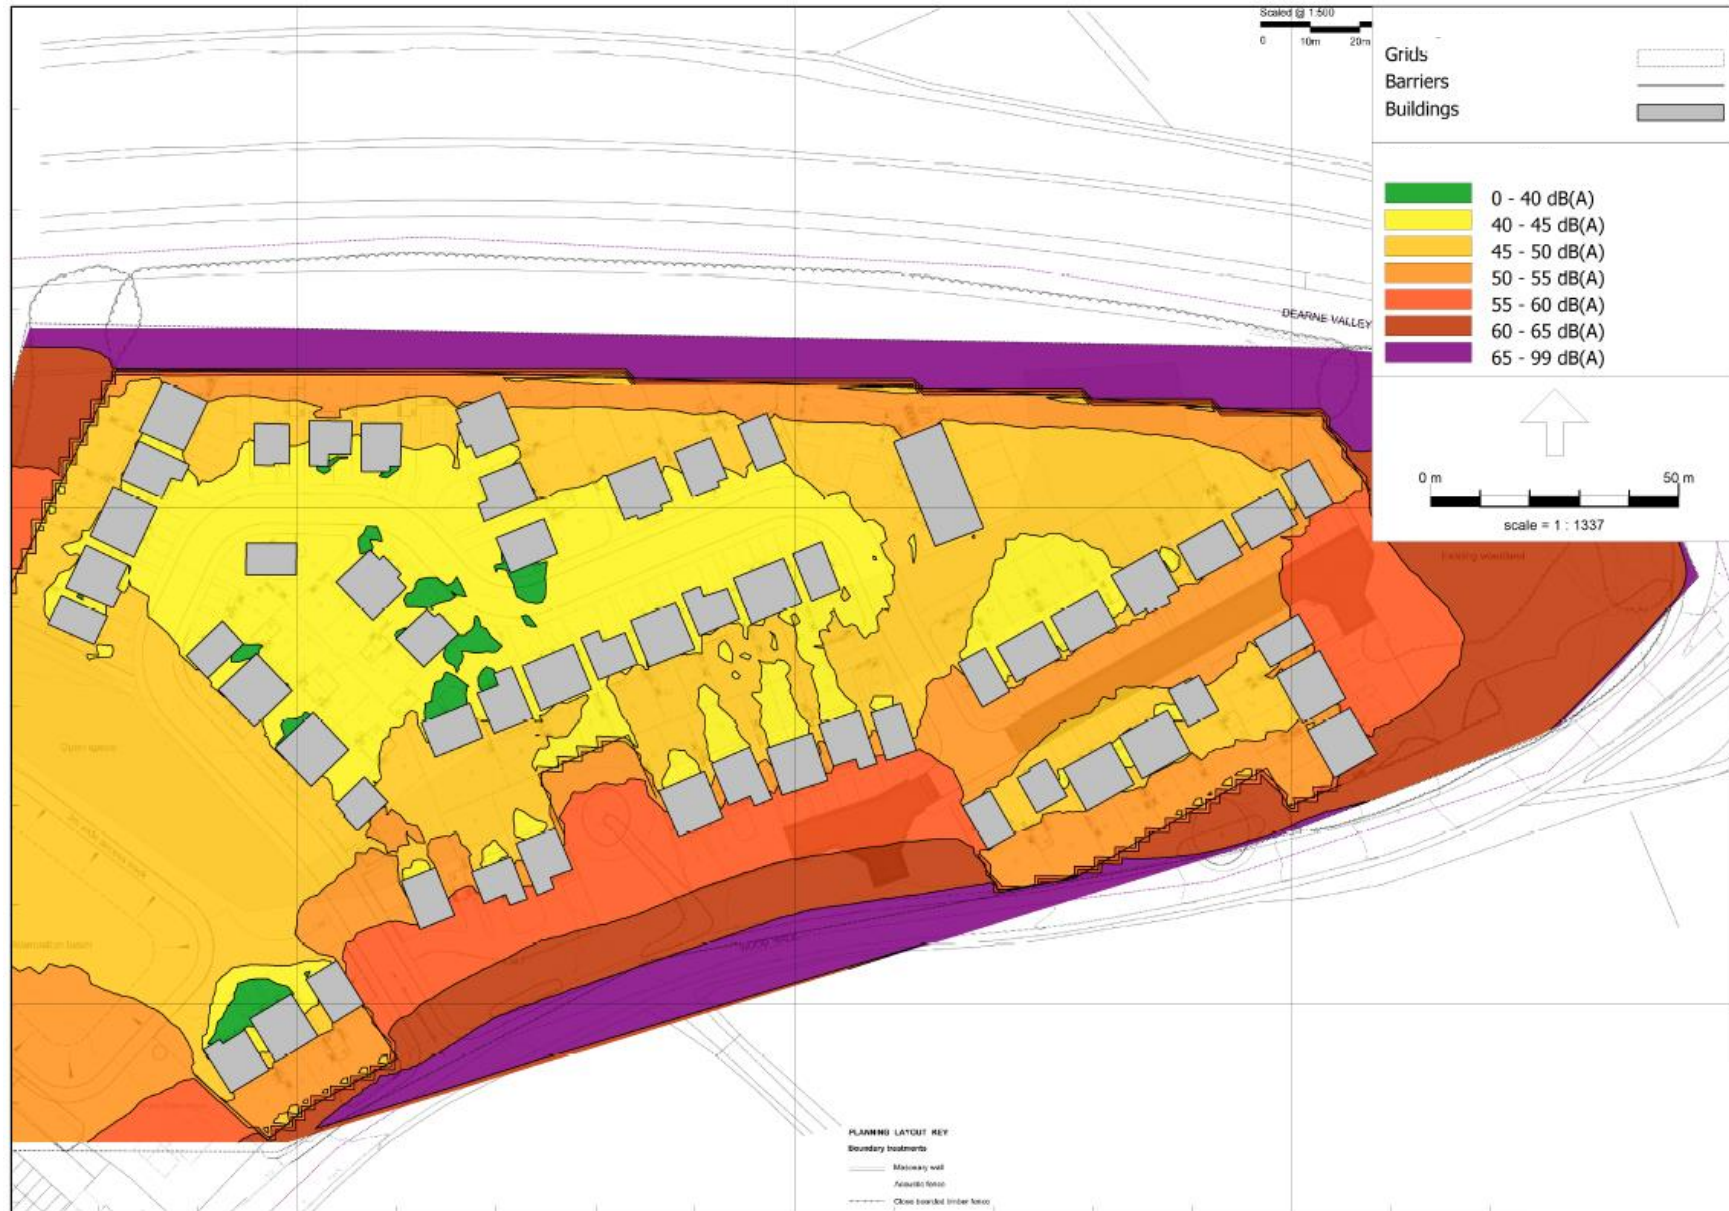 Scaled @ 1:500
0 10m 20m
Grids
Barriers
Buildings
0 - 40 dB(A)
40 - 45 dB(A)
45 - 50 dB(A)
50 - 55 dB(A)
55 - 60 dB(A)
60 - 65 dB(A)
65 - 99 dB(A)
DEARNE VALLEY
0 m 50 m
scale = 1 : 1337
Existing woodland
Open space
PLANNING LAYOUT KEY
Boundary treatments
Masonary wall
Acoustic fence
Close boarded timber fence